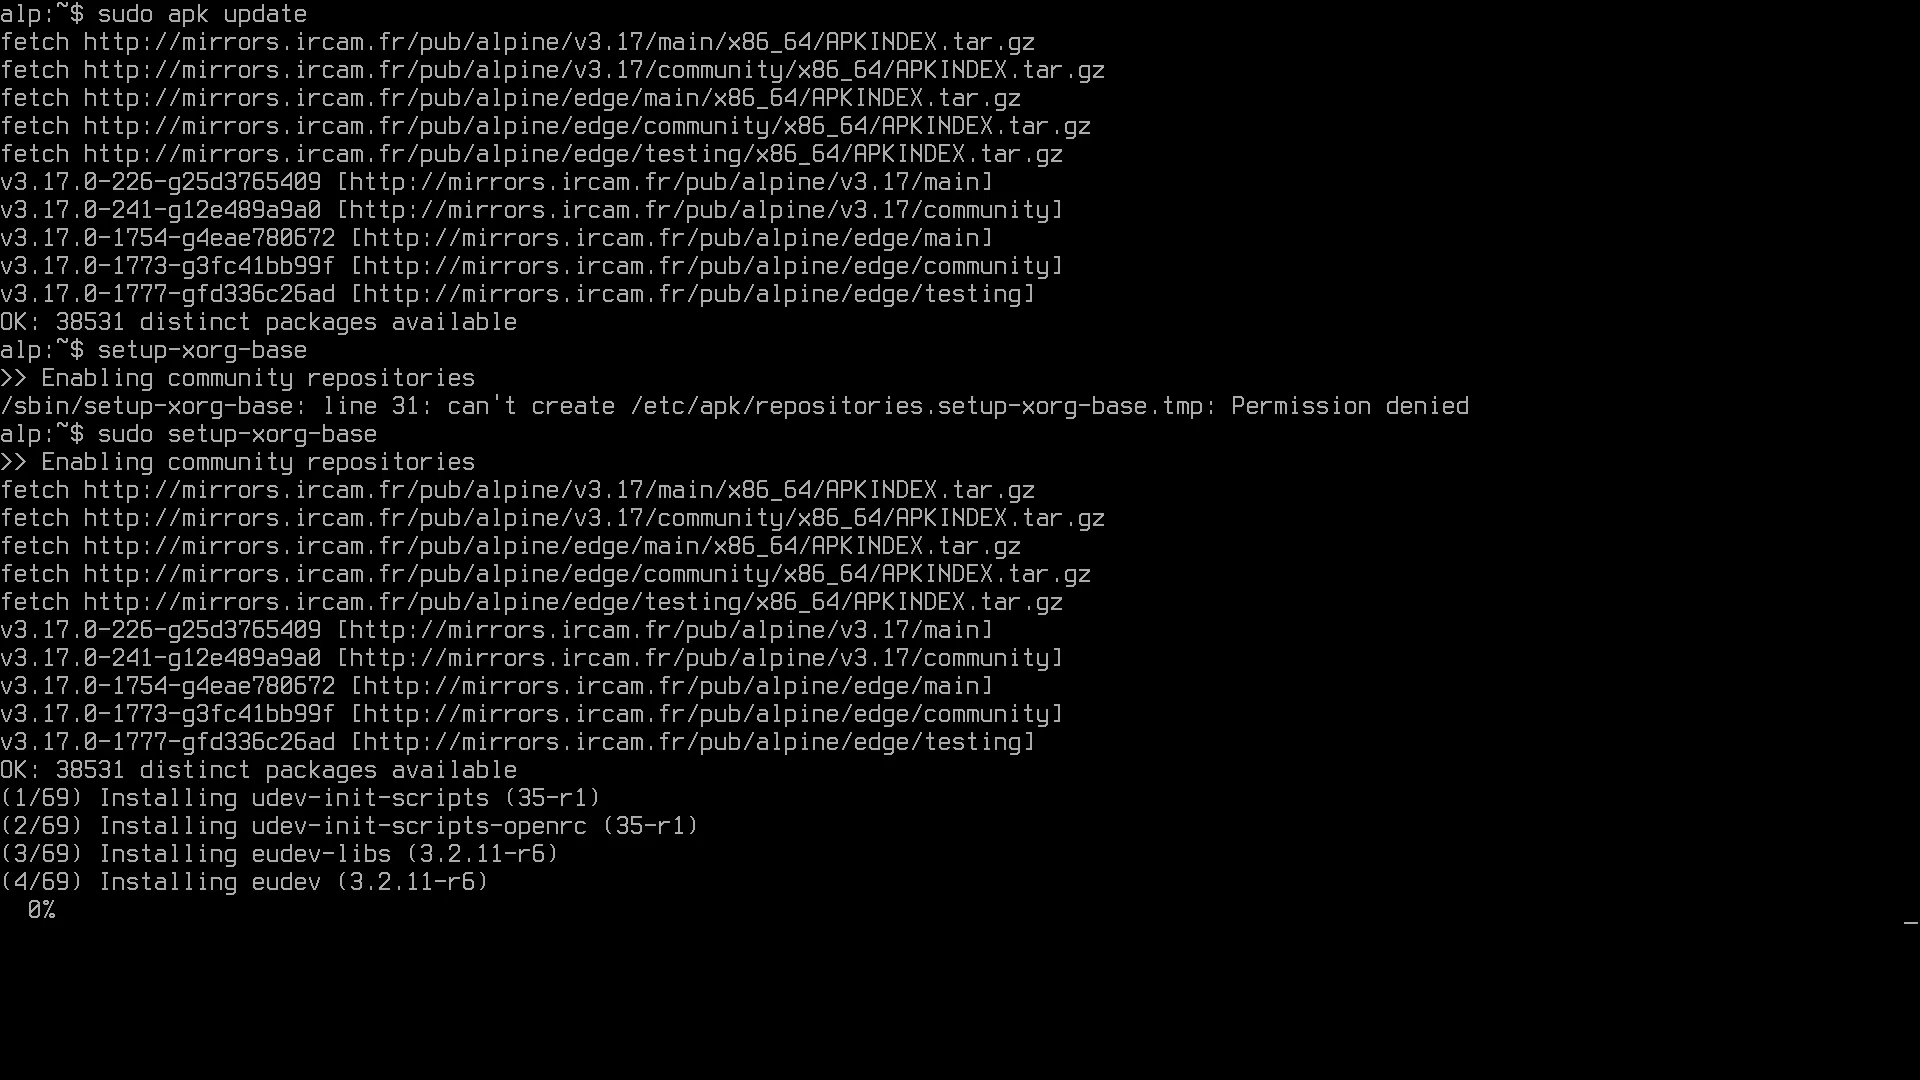 alp:~$ sudo apk update
fetch http://mirrors.ircam.fr/pub/alpine/v3.17/main/x86_64/APKINDEX.tar.gz
fetch http://mirrors.ircam.fr/pub/alpine/v3.17/community/x86_64/APKINDEX.tar.gz
fetch http://mirrors.ircam.fr/pub/alpine/edge/main/x86_64/APKINDEX.tar.gz
fetch http://mirrors.ircam.fr/pub/alpine/edge/community/x86_64/APKINDEX.tar.gz
fetch http://mirrors.ircam.fr/pub/alpine/edge/testing/x86_64/APKINDEX.tar.gz
v3.17.0-226-g25d3765409 [http://mirrors.ircam.fr/pub/alpine/v3.17/main]
v3.17.0-241-g12e489a9a0 [http://mirrors.ircam.fr/pub/alpine/v3.17/community]
v3.17.0-1754-g4eae780672 [http://mirrors.ircam.fr/pub/alpine/edge/main]
v3.17.0-1773-g3fc41bb99f [http://mirrors.ircam.fr/pub/alpine/edge/community]
v3.17.0-1777-gfd336c26ad [http://mirrors.ircam.fr/pub/alpine/edge/testing]
OK: 38531 distinct packages available
alp:~$ setup-xorg-base
>> Enabling community repositories
/sbin/setup-xorg-base: line 31: can't create /etc/apk/repositories.setup-xorg-base.tmp: Permission denied
alp:~$ sudo setup-xorg-base
>> Enabling community repositories
fetch http://mirrors.ircam.fr/pub/alpine/v3.17/main/x86_64/APKINDEX.tar.gz
fetch http://mirrors.ircam.fr/pub/alpine/v3.17/community/x86_64/APKINDEX.tar.gz
fetch http://mirrors.ircam.fr/pub/alpine/edge/main/x86_64/APKINDEX.tar.gz
fetch http://mirrors.ircam.fr/pub/alpine/edge/community/x86_64/APKINDEX.tar.gz
fetch http://mirrors.ircam.fr/pub/alpine/edge/testing/x86_64/APKINDEX.tar.gz
v3.17.0-226-g25d3765409 [http://mirrors.ircam.fr/pub/alpine/v3.17/main]
v3.17.0-241-g12e489a9a0 [http://mirrors.ircam.fr/pub/alpine/v3.17/community]
v3.17.0-1754-g4eae780672 [http://mirrors.ircam.fr/pub/alpine/edge/main]
v3.17.0-1773-g3fc41bb99f [http://mirrors.ircam.fr/pub/alpine/edge/community]
v3.17.0-1777-gfd336c26ad [http://mirrors.ircam.fr/pub/alpine/edge/testing]
OK: 38531 distinct packages available
(1/69) Installing udev-init-scripts (35-r1)
(2/69) Installing udev-init-scripts-openrc (35-r1)
(3/69) Installing eudev-libs (3.2.11-r6)
(4/69) Installing eudev (3.2.11-r6)
0%